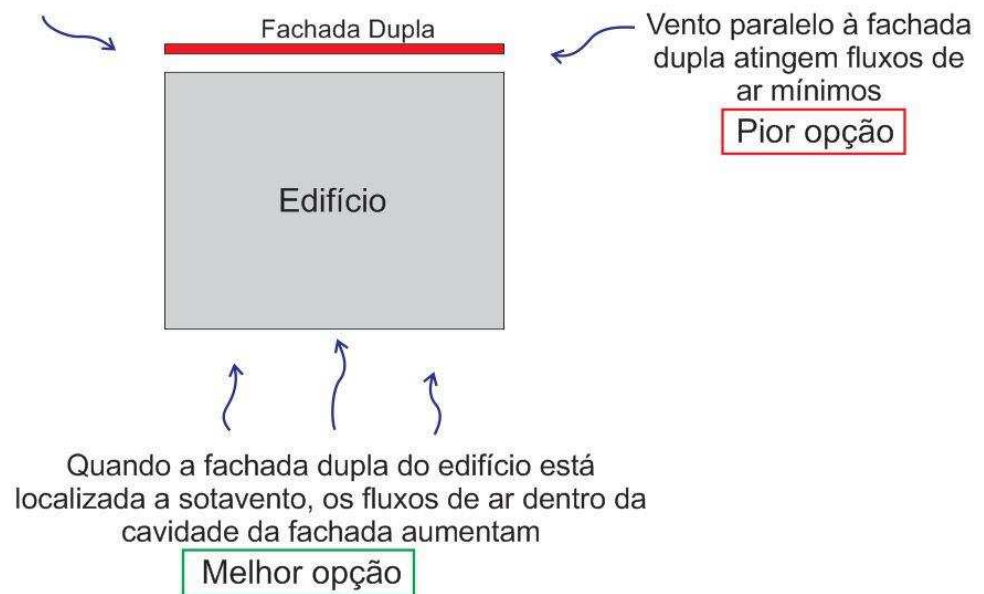 Fachada Dupla
Vento paralelo à fachada
dupla atingem fluxos de
ar mínimos
Pior opção
Edifício
Quando a fachada dupla do edifício está
localizada a sotavento, os fluxos de ar dentro da
cavidade da fachada aumentam
Melhor opção